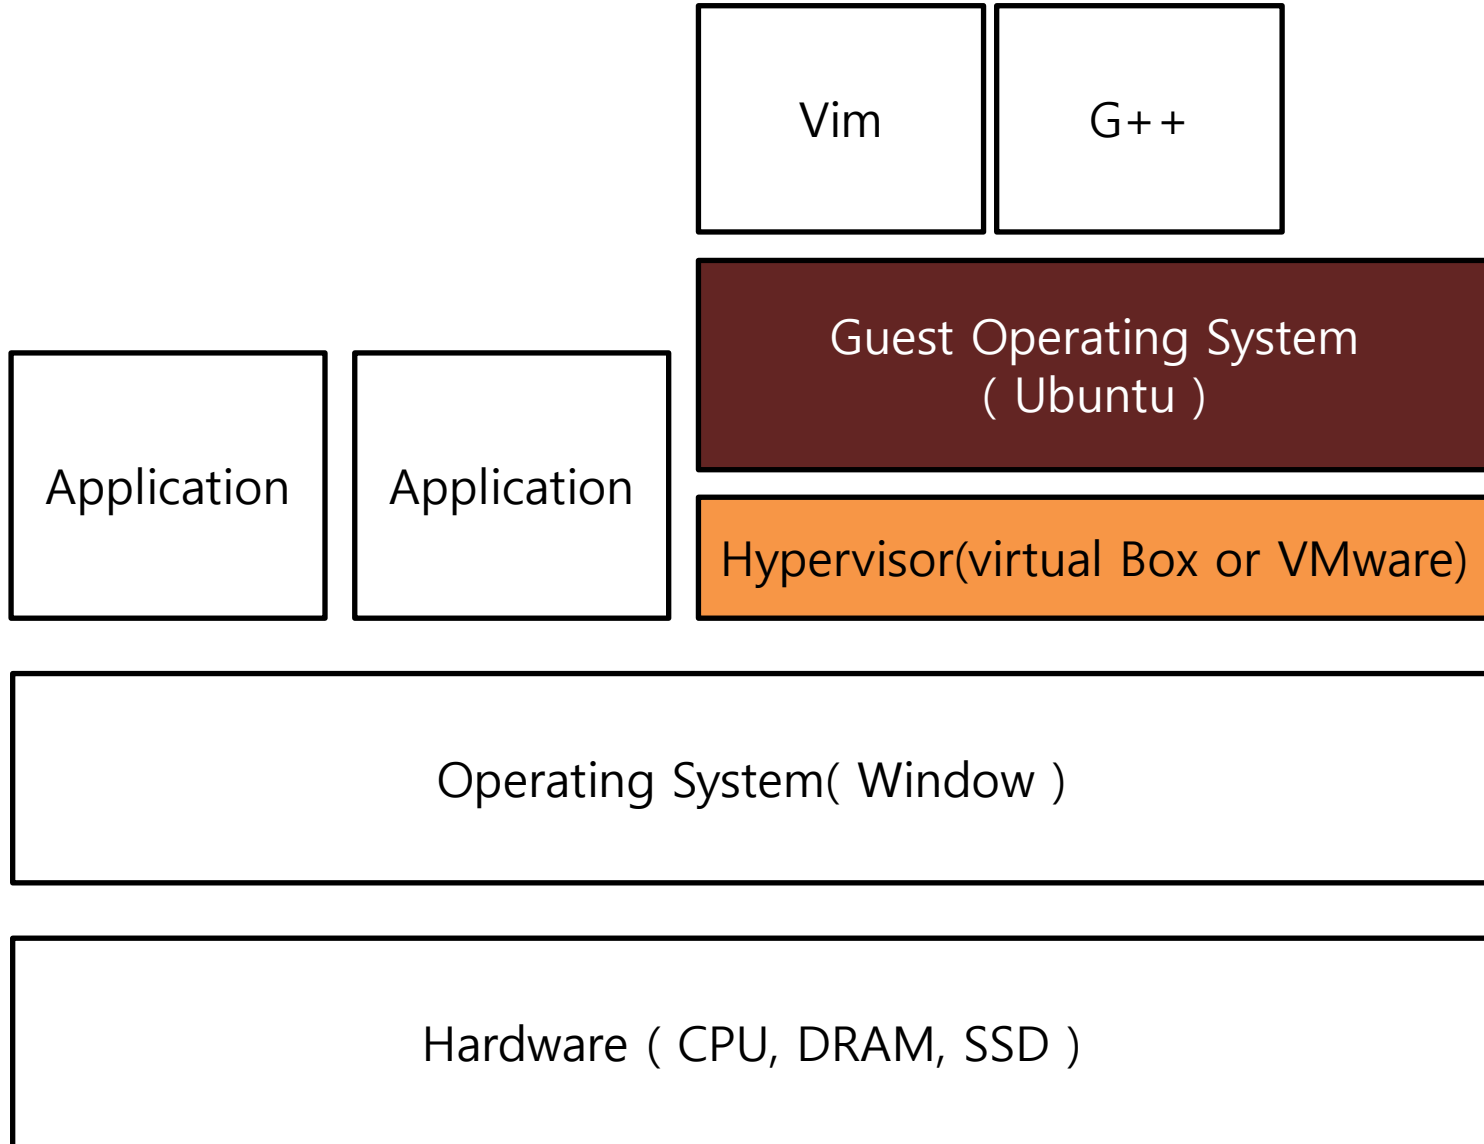 Vim
G++
Guest Operating System
( Ubuntu )
Application
Application
Hypervisor(virtual Box or VMware)
Operating System( Window )
Hardware ( CPU, DRAM, SSD )